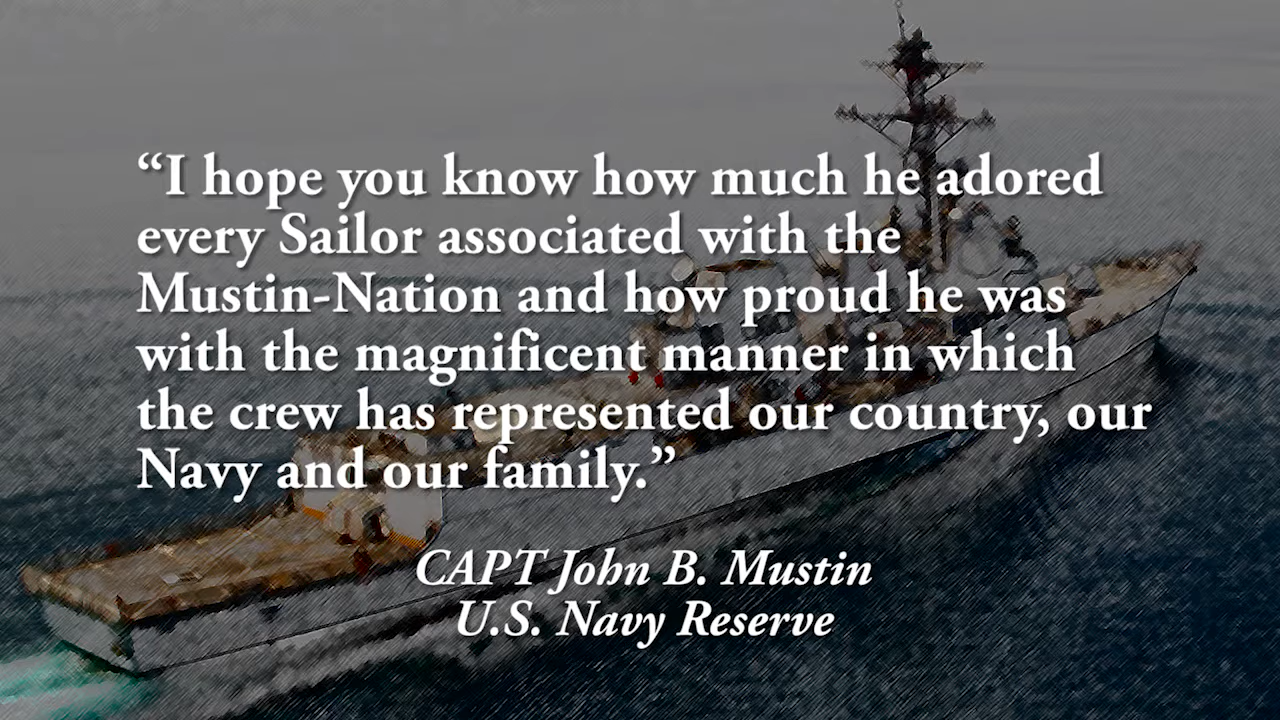 “I hope you know how much he adored
every Sailor associated with the
Mustin-Nation and how proud he was
with the magnificent manner in which
the crew has represented our country, our
Navy and our family.”
CAPT John B. Mustin
U.S. Navy Reserve